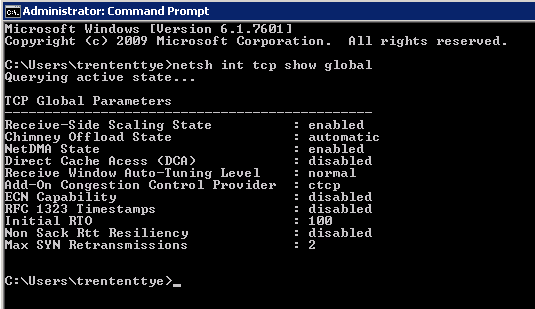 Administrator: Command Prompt
Microsoft Windows [Version 6.1.7601]
Copyright (c) 2009 Microsoft Corporation.  All rights reserved.
C:\Users\trententtye>netsh int tcp show global
Querying active state...
TCP Global Parameters
----------------------------------------------
Receive-Side Scaling State          : enabled
Chimney Offload State               : automatic
NetDMA State                        : enabled
Direct Cache Acess (DCA)            : disabled
Receive Window Auto-Tuning Level    : normal
Add-On Congestion Control Provider  : ctcp
ECN Capability                      : disabled
RFC 1323 Timestamps                 : disabled
Initial RTO                         : 100
Non Sack Rtt Resiliency             : disabled
Max SYN Retransmissions             : 2
C:\Users\trententtye>_